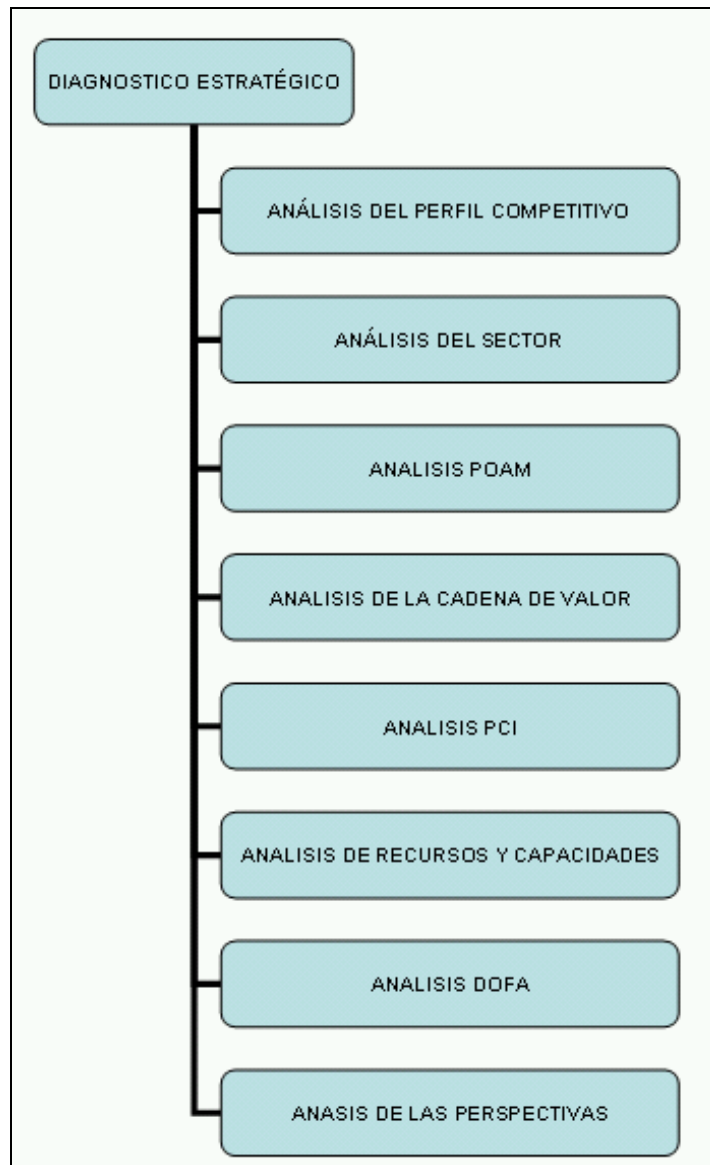 DIAGNOSTICO ESTRATÉGICO
ANÁLISIS DEL PERFIL COMPETITIVO
ANÁLISIS DEL SECTOR
ANALISIS POAM
ANALISIS DE LA CADENA DE VALOR
ANALISIS PCI
ANALISIS DE RECURSOS Y CAPACIDADES
ANALISIS DOFA
ANASIS DE LAS PERSPECTIVAS